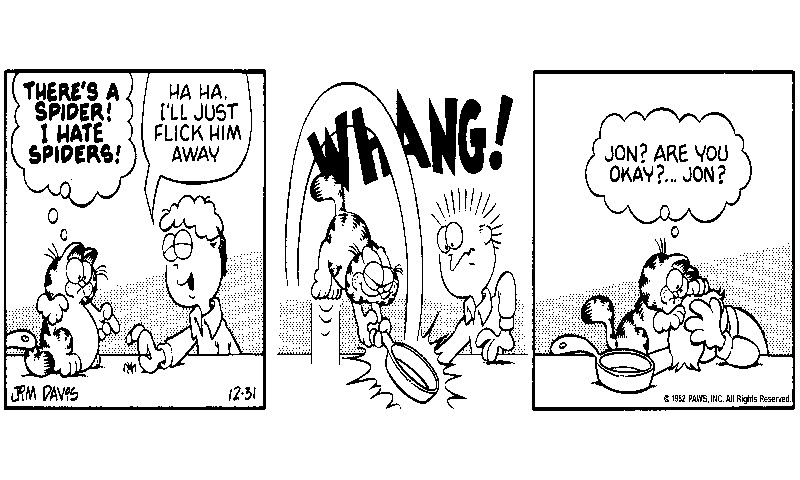 THERE'S A
SPIDER!
I HATE
SPIDERS!
HA HA,
I'LL JUST
FLICK HIM
AWAY
JIM DAVIS
12·31
WHANG!
JON? ARE YOU
OKAY?... JON?
© 1982 PAWS, INC. All Rights Reserved.